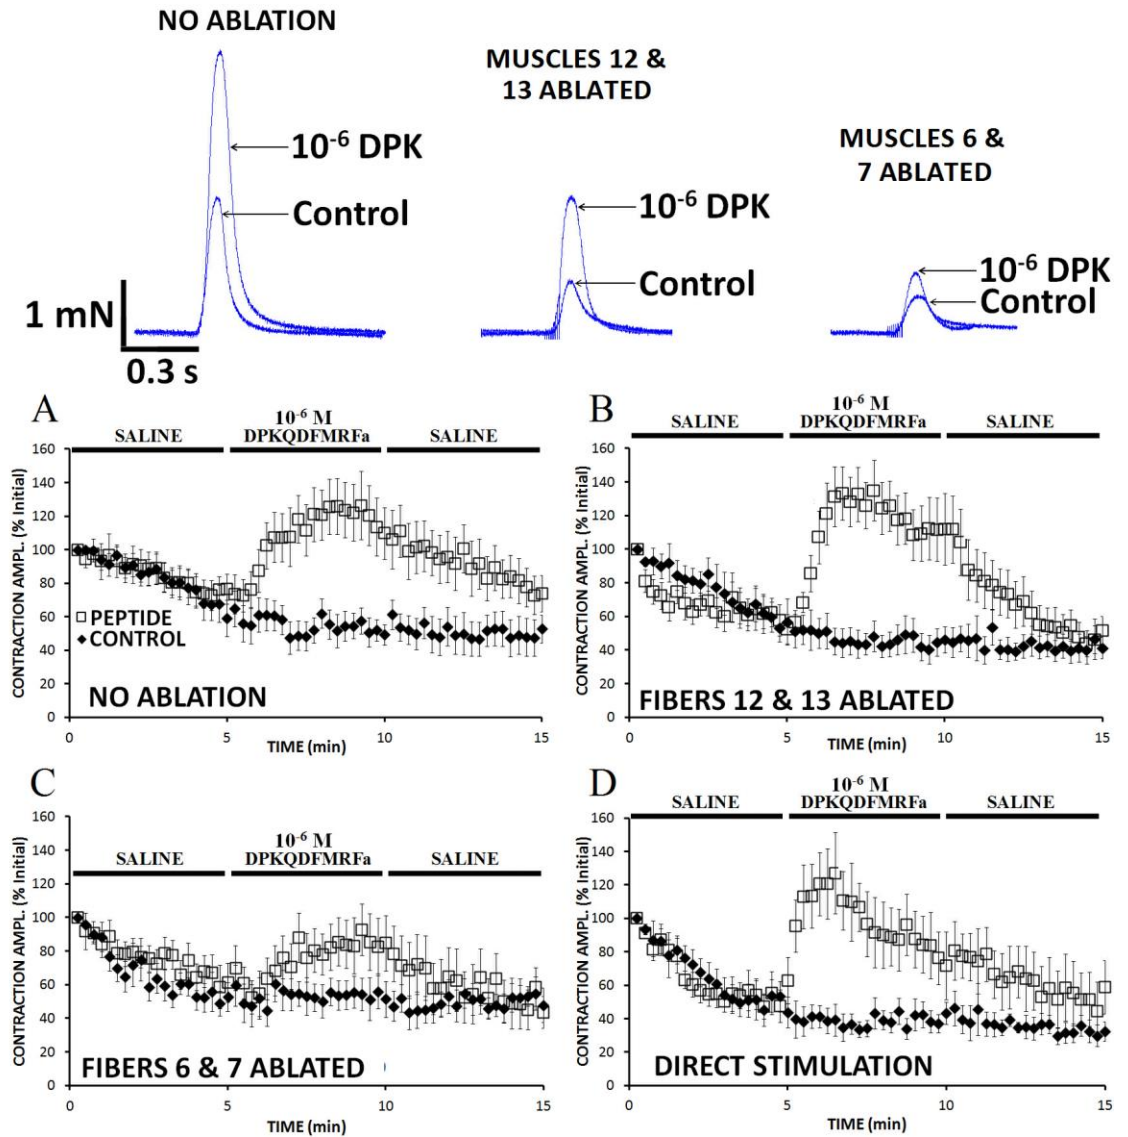 NO ABLATION
MUSCLES 12 &
13 ABLATED
MUSCLES 6 &
7 ABLATED
10⁻⁶ DPK
Control
10⁻⁶ DPK
Control
10⁻⁶ DPK
Control
1 mN
0.3 s
A
SALINE
10⁻⁶ M
DPKQDFMRFa
SALINE
CONTRACTION AMPL. (% Initial)
160
140
120
100
80
60
40
20
0
PEPTIDE
CONTROL
NO ABLATION
0
5
10
15
TIME (min)
B
SALINE
10⁻⁶ M
DPKQDFMRFa
SALINE
CONTRACTION AMPL. (% Initial)
160
140
120
100
80
60
40
20
0
FIBERS 12 & 13 ABLATED
0
5
10
15
TIME (min)
C
SALINE
10⁻⁶ M
DPKQDFMRFa
SALINE
CONTRACTION AMPL. (% Initial)
160
140
120
100
80
60
40
20
0
FIBERS 6 & 7 ABLATED
0
5
10
15
TIME (min)
D
SALINE
10⁻⁶ M
DPKQDFMRFa
SALINE
CONTRACTION AMPL. (% Initial)
160
140
120
100
80
60
40
20
0
DIRECT STIMULATION
0
5
10
15
TIME (min)